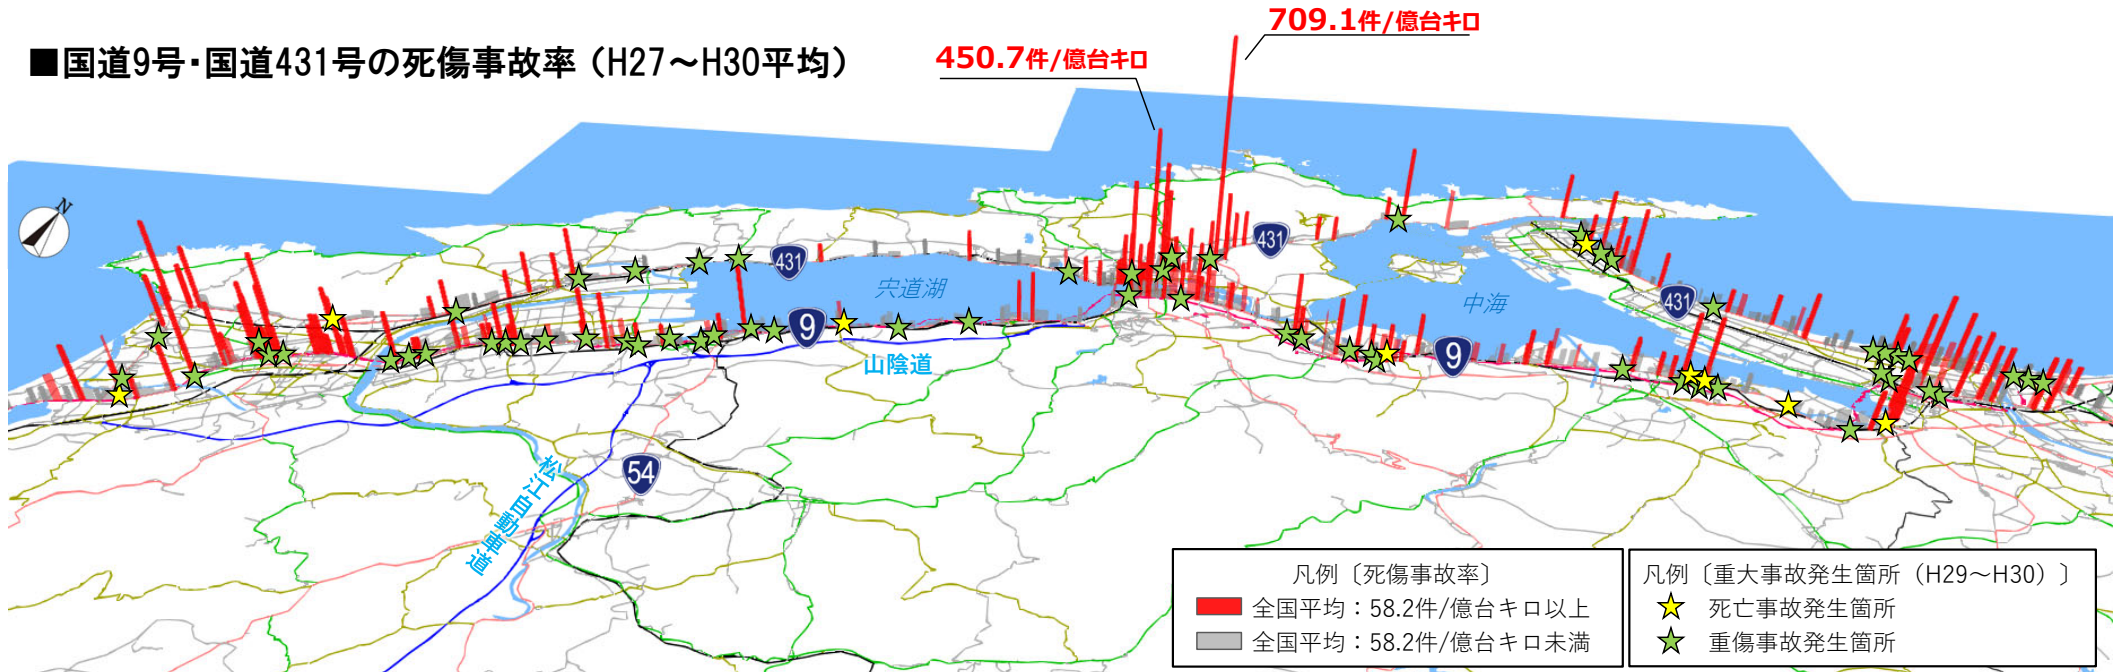 ■国道9号・国道431号の死傷事故率（H27～H30平均）
450.7件/億台キロ
709.1件/億台キロ
N
431
431
宍道湖
中海
431
9
9
山陰道
54
松江自動車道
凡例〔死傷事故率〕
全国平均：58.2件/億台キロ以上
全国平均：58.2件/億台キロ未満
凡例〔重大事故発生箇所（H29～H30）〕
死亡事故発生箇所
重傷事故発生箇所